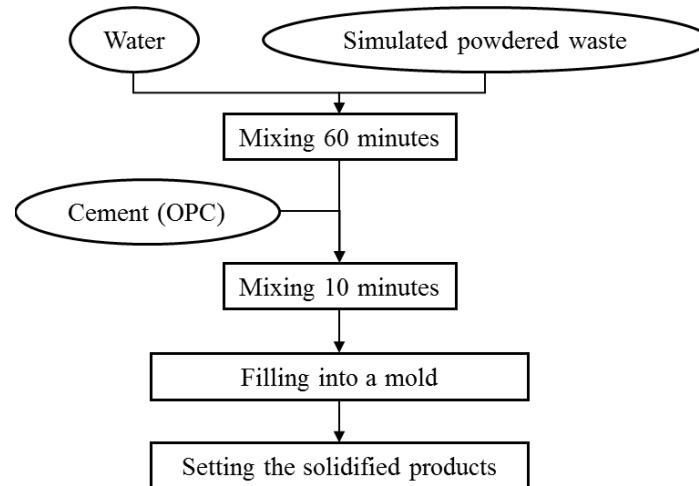 Water
Simulated powdered waste
Mixing 60 minutes
Cement (OPC)
Mixing 10 minutes
Filling into a mold
Setting the solidified products